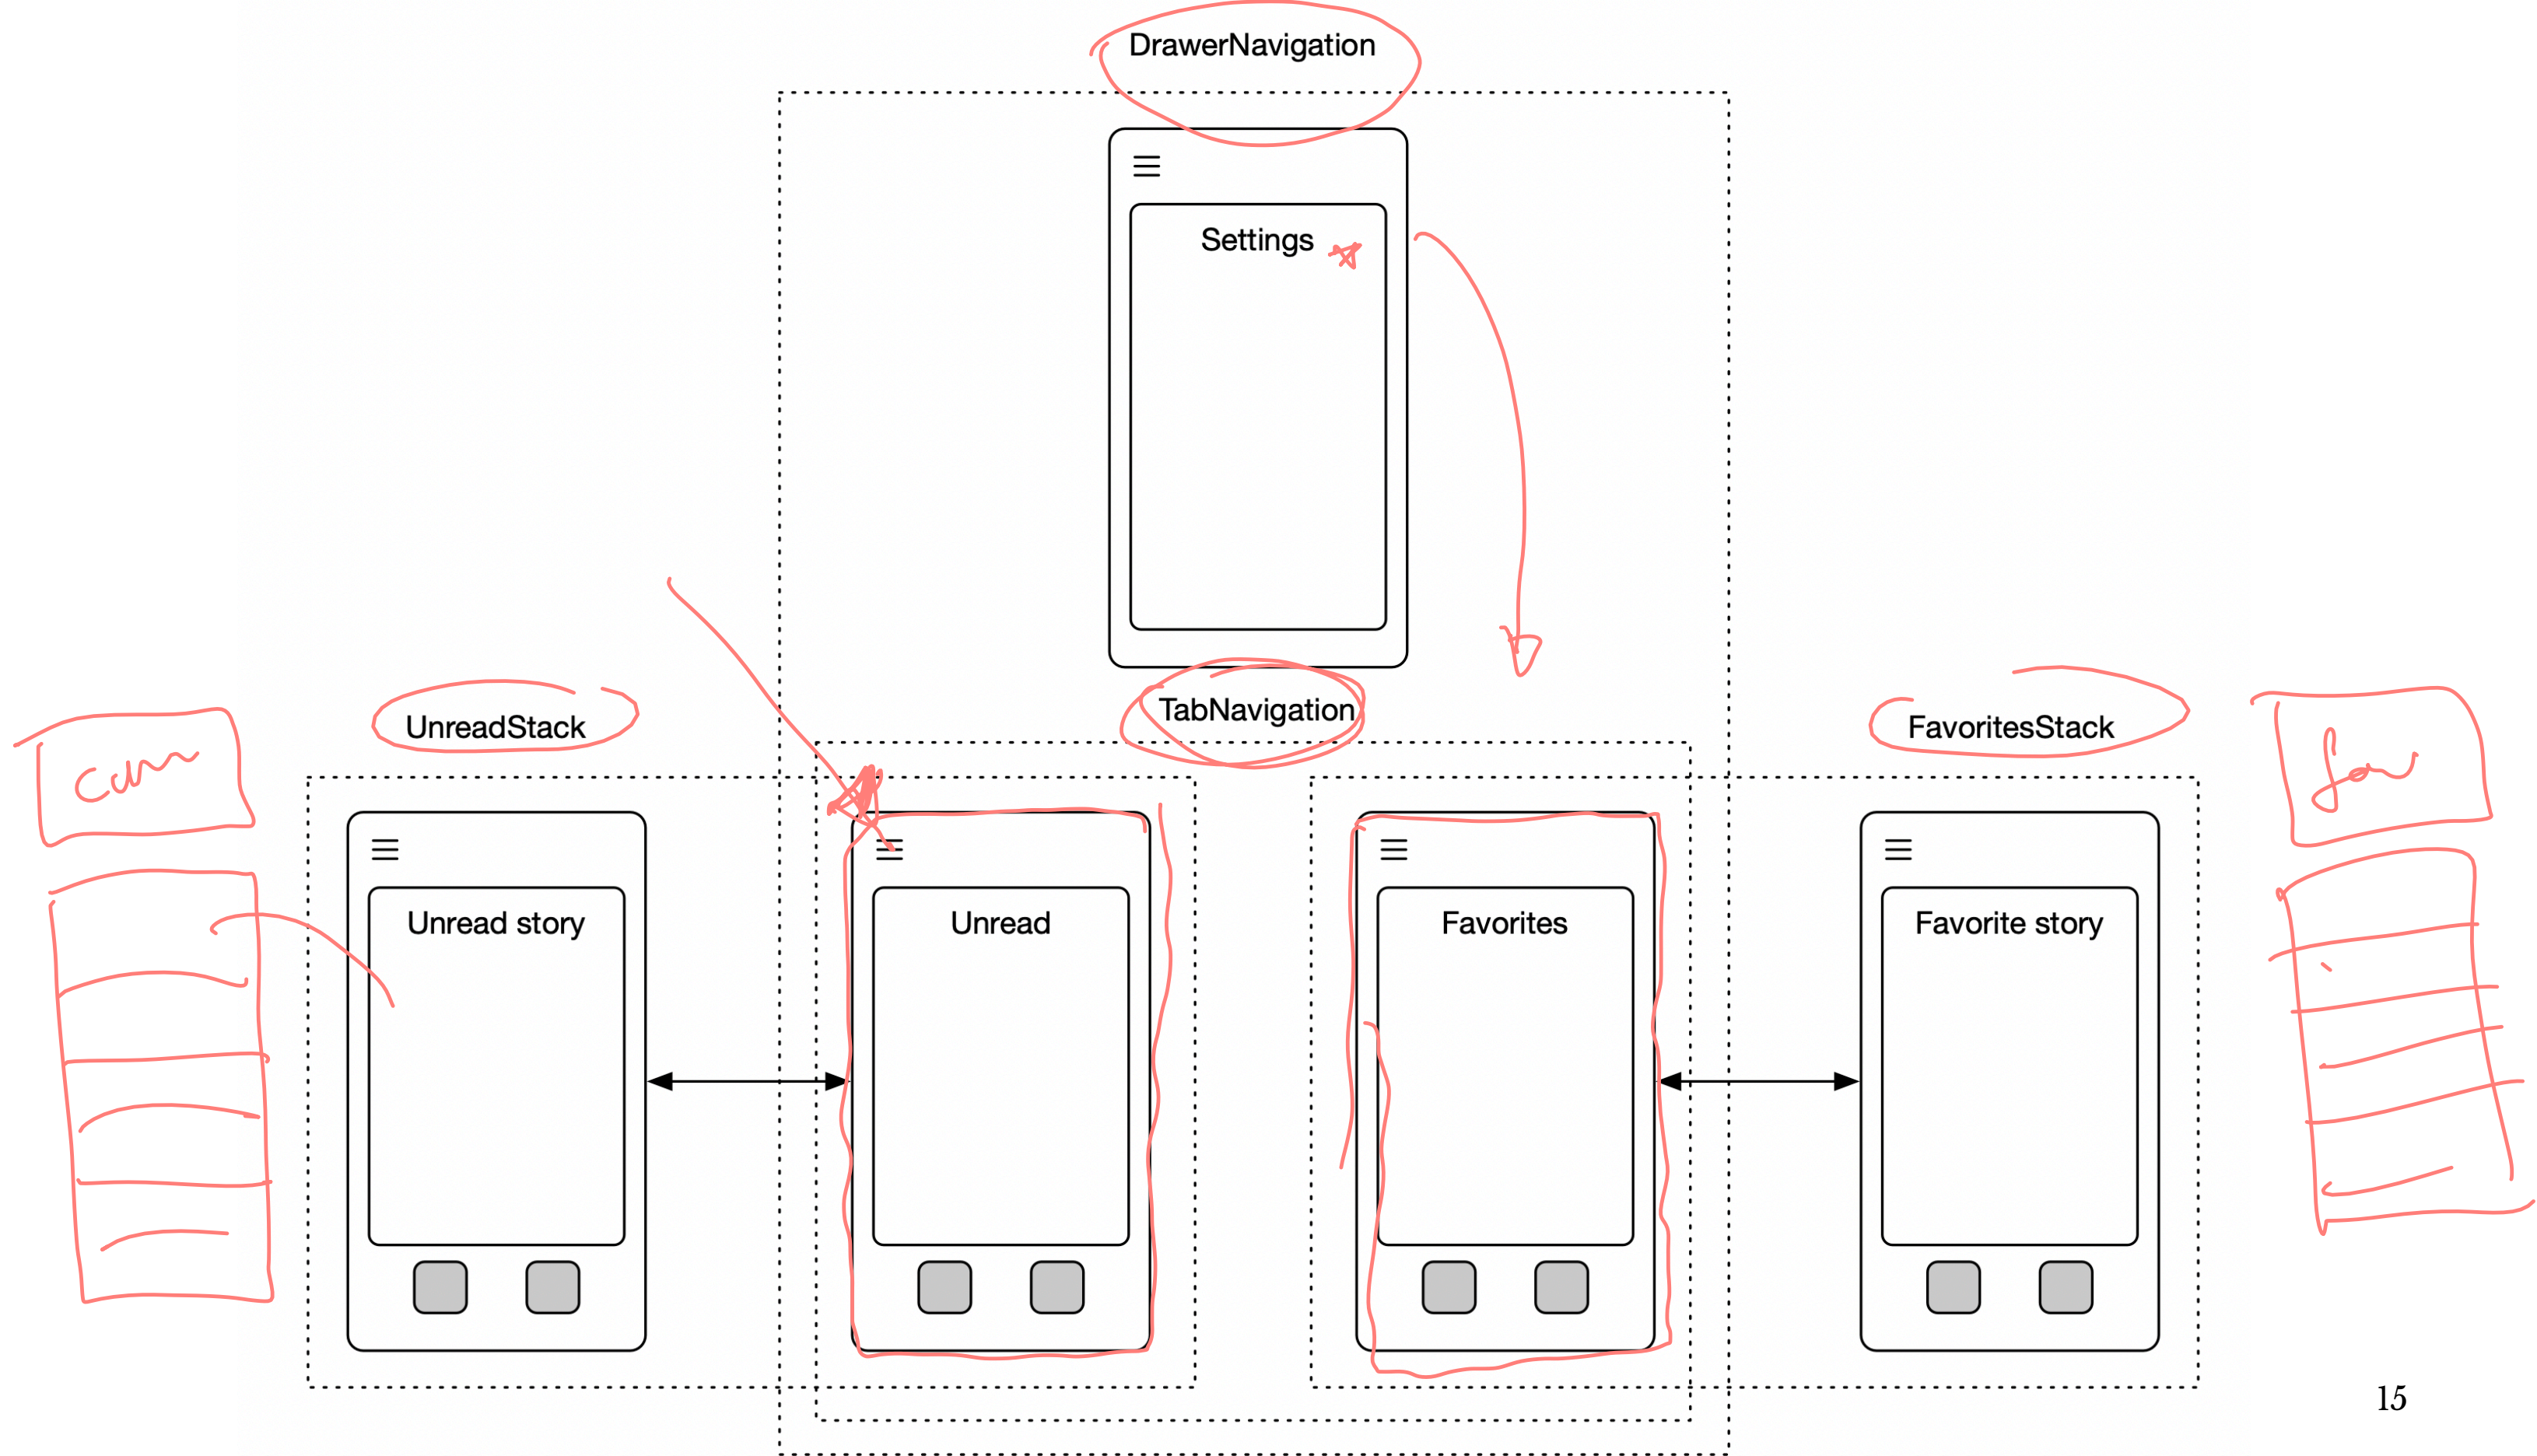 DrawerNavigation
Settings
TabNavigation
UnreadStack
FavoritesStack
Unread story
Unread
Favorites
Favorite story
15